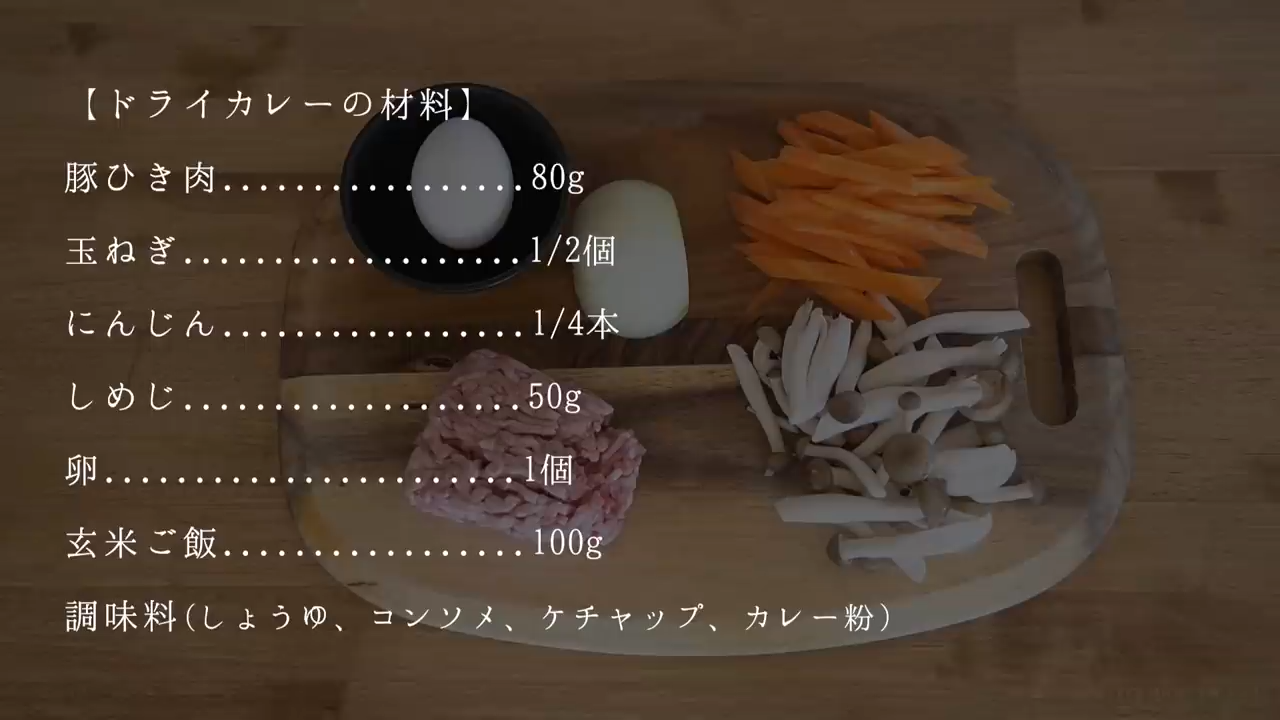 【ドライカレーの材料】
豚ひき肉.................80g
玉ねぎ...................1/2個
にんじん.................1/4本
しめじ...................50g
卵.......................1個
玄米ご飯.................100g
調味料(しょうゆ、コンソメ、ケチャップ、カレー粉)